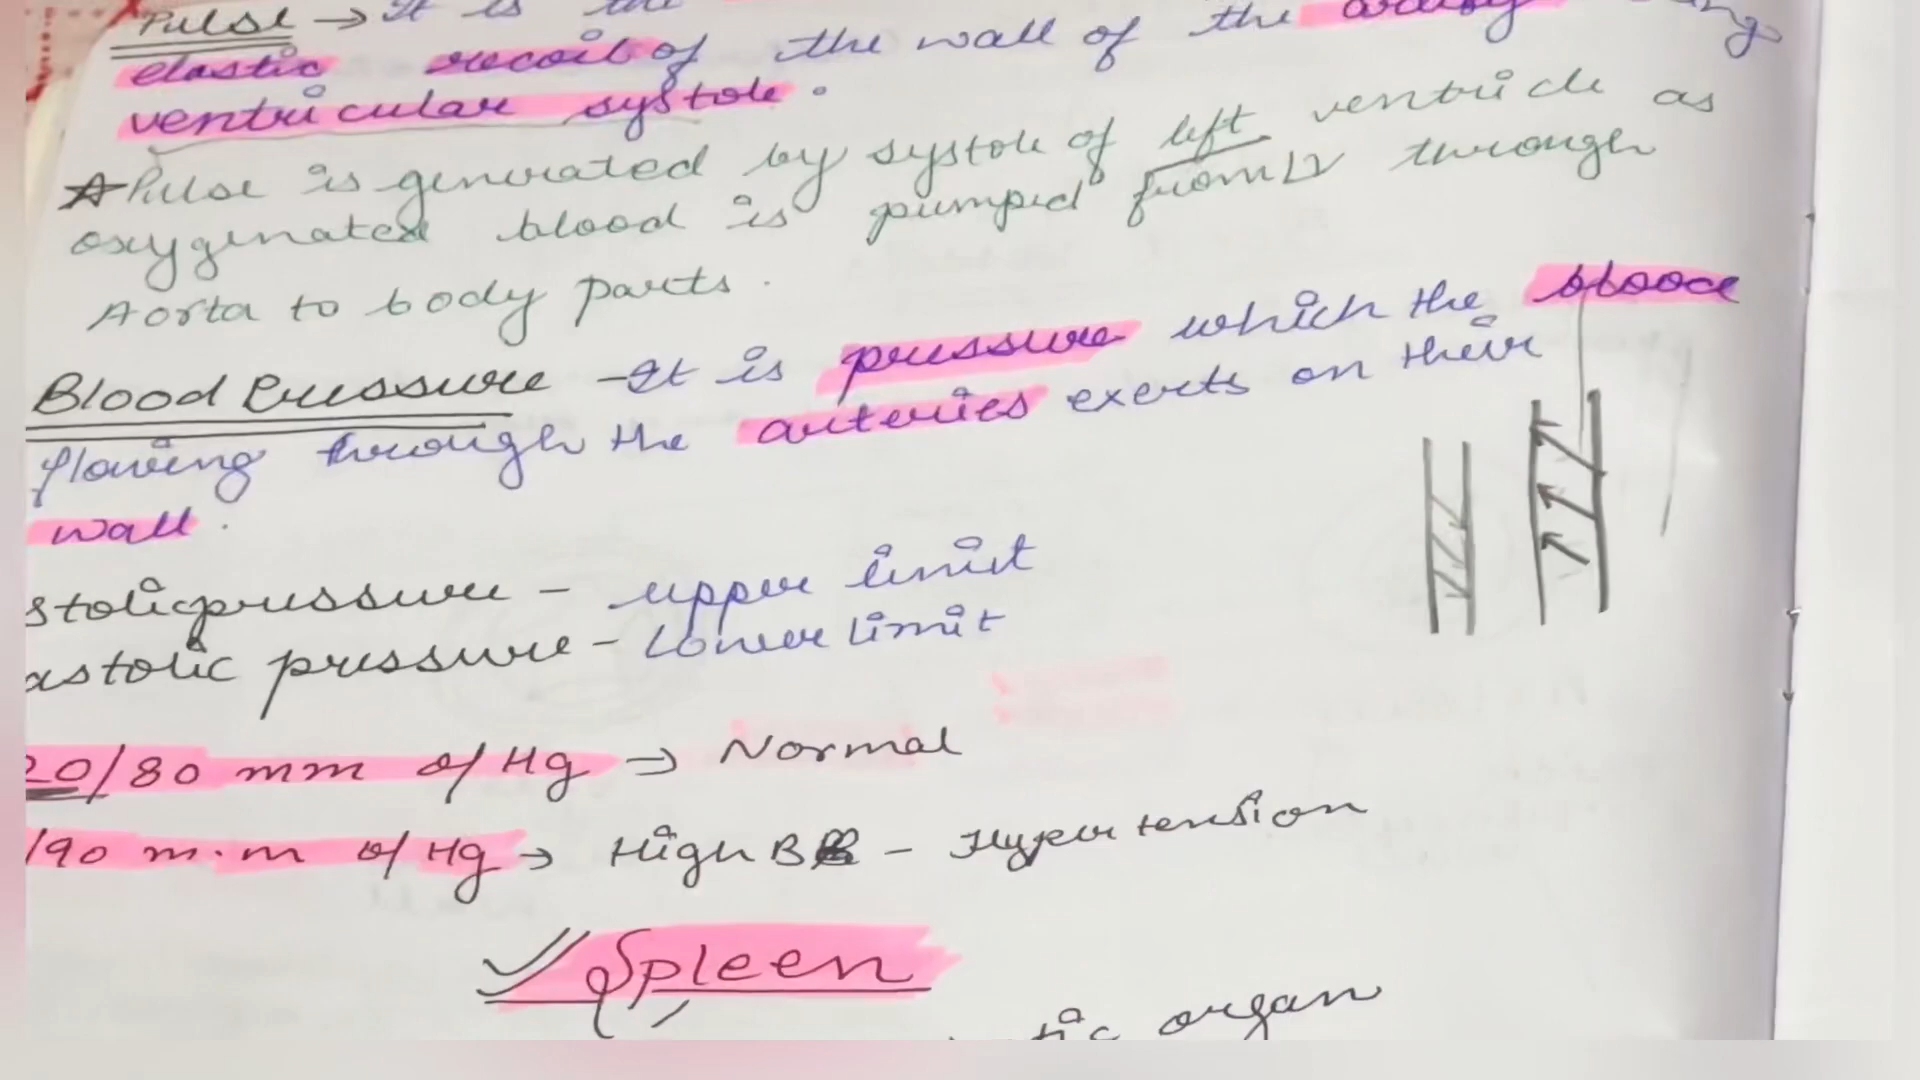 Pulse → It is the
elastic recoil of the wall of the artery
ventricular systole.
Pulse is generated by systole of left ventricle as
oxygenated blood is pumped from LV through
Aorta to body parts.
Blood Pressure - It is pressure which the blood
flowing through the arteries exerts on their
wall.
stolic pressure - upper limit
astolic pressure - Lower limit
20/80 mm of Hg → Normal
/90 m.m of Hg → High BP - Hypertension
Spleen
tic organ